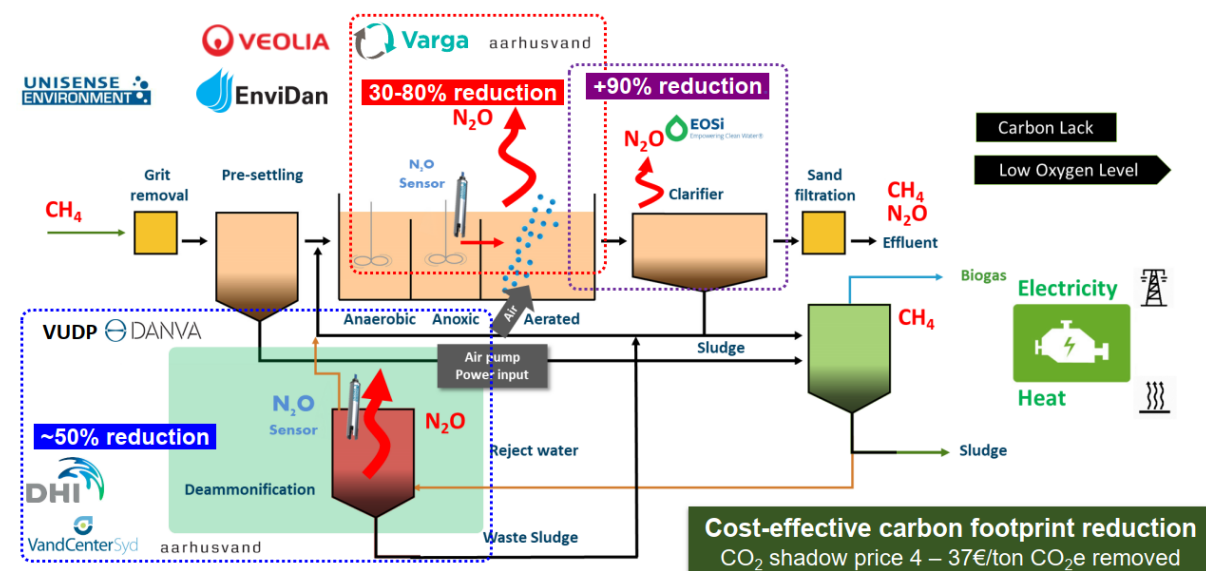 VEOLIA
Varga
aarhusvand
UNISENSE
ENVIRONMENT
EnviDan
30-80% reduction
+90% reduction
N₂O
N₂O
EOSi
Empowering Clean Water®
Carbon Lack
Low Oxygen Level
Grit
removal
Pre-settling
N₂O
Sensor
Clarifier
Sand
filtration
CH₄
CH₄
N₂O
Effluent
Anaerobic
Anoxic
Air
Aerated
Biogas
Electricity
Heat
CH₄
VUDP
DANVA
Sludge
Air pump
Power input
N₂O
Sensor
N₂O
~50% reduction
Reject water
Sludge
DHI
Deammonification
VandCenterSyd
aarhusvand
Waste Sludge
Cost-effective carbon footprint reduction
CO₂ shadow price 4 – 37€/ton CO₂e removed